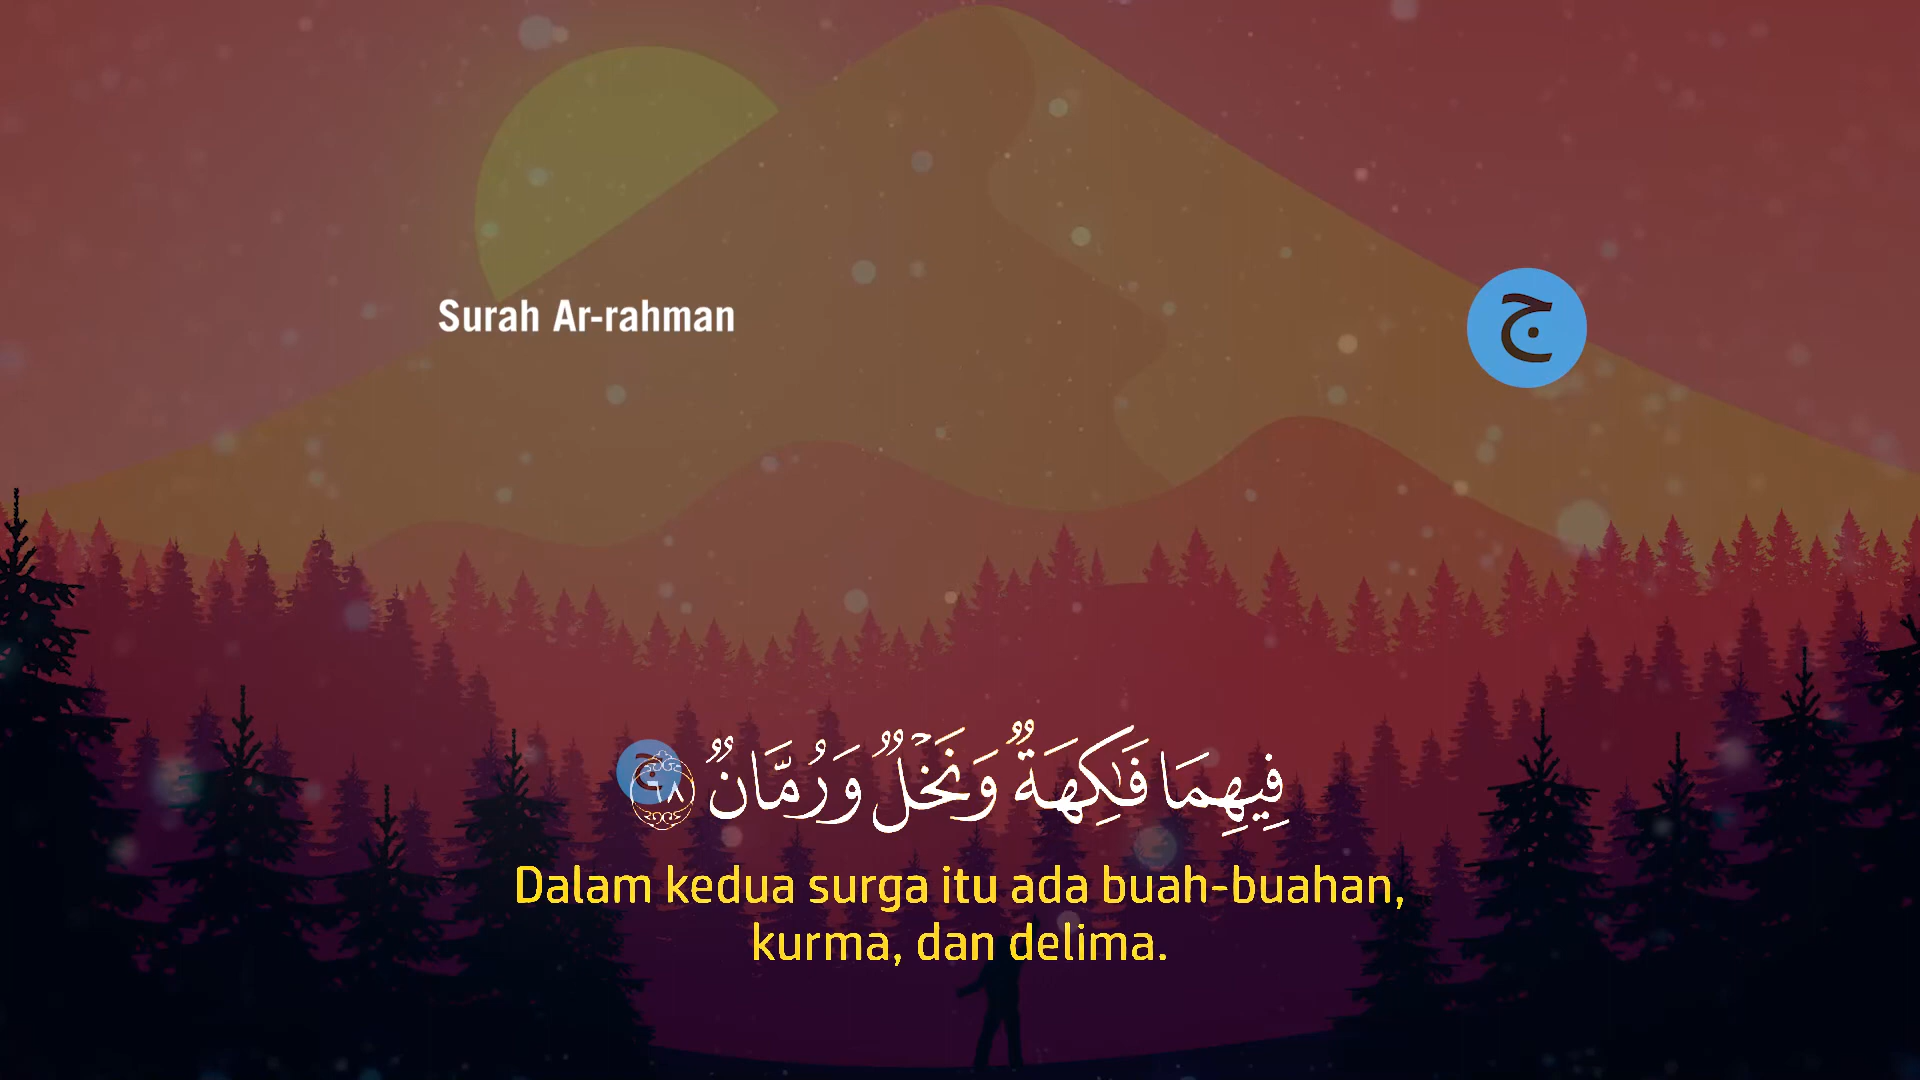 Surah Ar-rahman
ج
فِيهِمَا فَـٰكِهَةٌ وَنَخْلٌ وَرُمَّانٌ ٦٨
Dalam kedua surga itu ada buah-buahan,
kurma, dan delima.